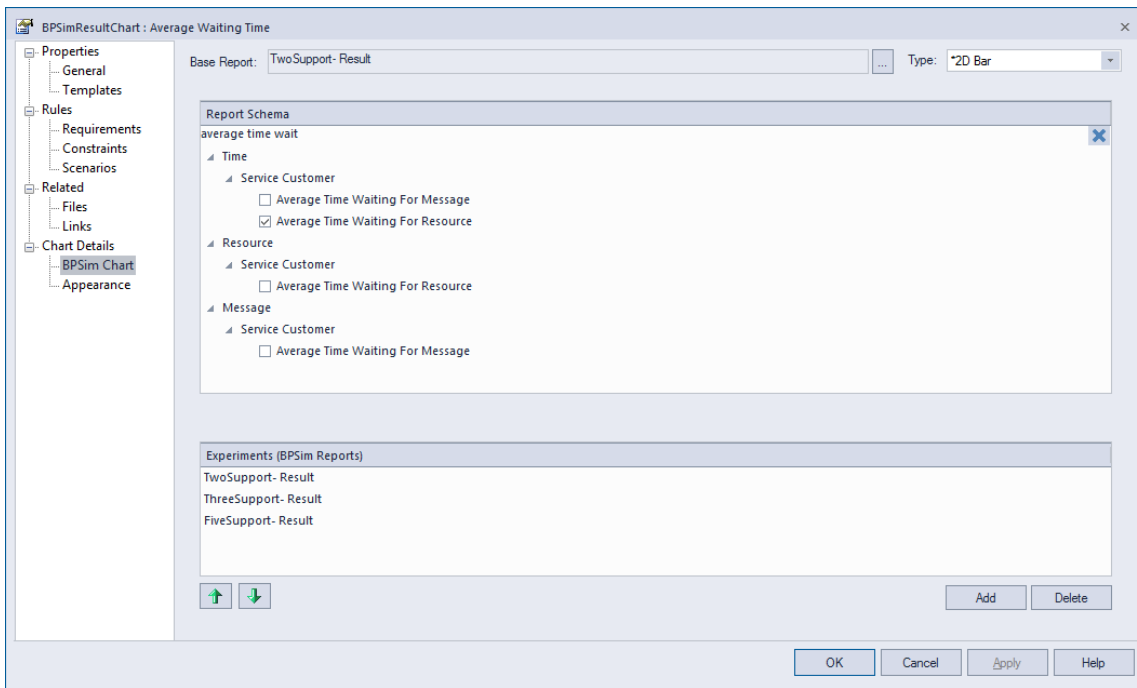 BPSimResultChart : Average Waiting Time
Properties
General
Templates
Rules
Requirements
Constraints
Scenarios
Related
Files
Links
Chart Details
BPSim Chart
Appearance
Base Report: TwoSupport- Result ... Type: *2D Bar
Report Schema
average time wait
Time
Service Customer
Average Time Waiting For Message
Average Time Waiting For Resource
Resource
Service Customer
Average Time Waiting For Resource
Message
Service Customer
Average Time Waiting For Message
Experiments (BPSim Reports)
TwoSupport- Result
ThreeSupport- Result
FiveSupport- Result
Add Delete
OK Cancel Apply Help